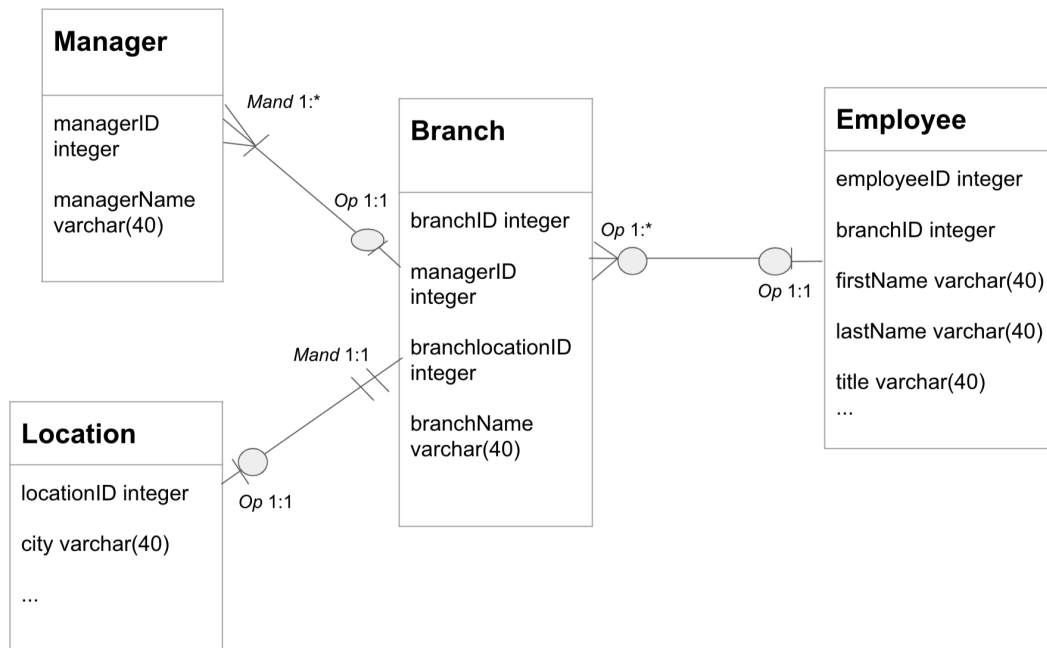 Manager
managerID
integer
managerName
varchar(40)
Mand 1:*
Op 1:1
Branch
branchID integer
managerID
integer
branchlocationID
integer
branchName
varchar(40)
Op 1:*
Op 1:1
Employee
employeeID integer
branchID integer
firstName varchar(40)
lastName varchar(40)
title varchar(40)
...
Mand 1:1
Op 1:1
Location
locationID integer
city varchar(40)
...